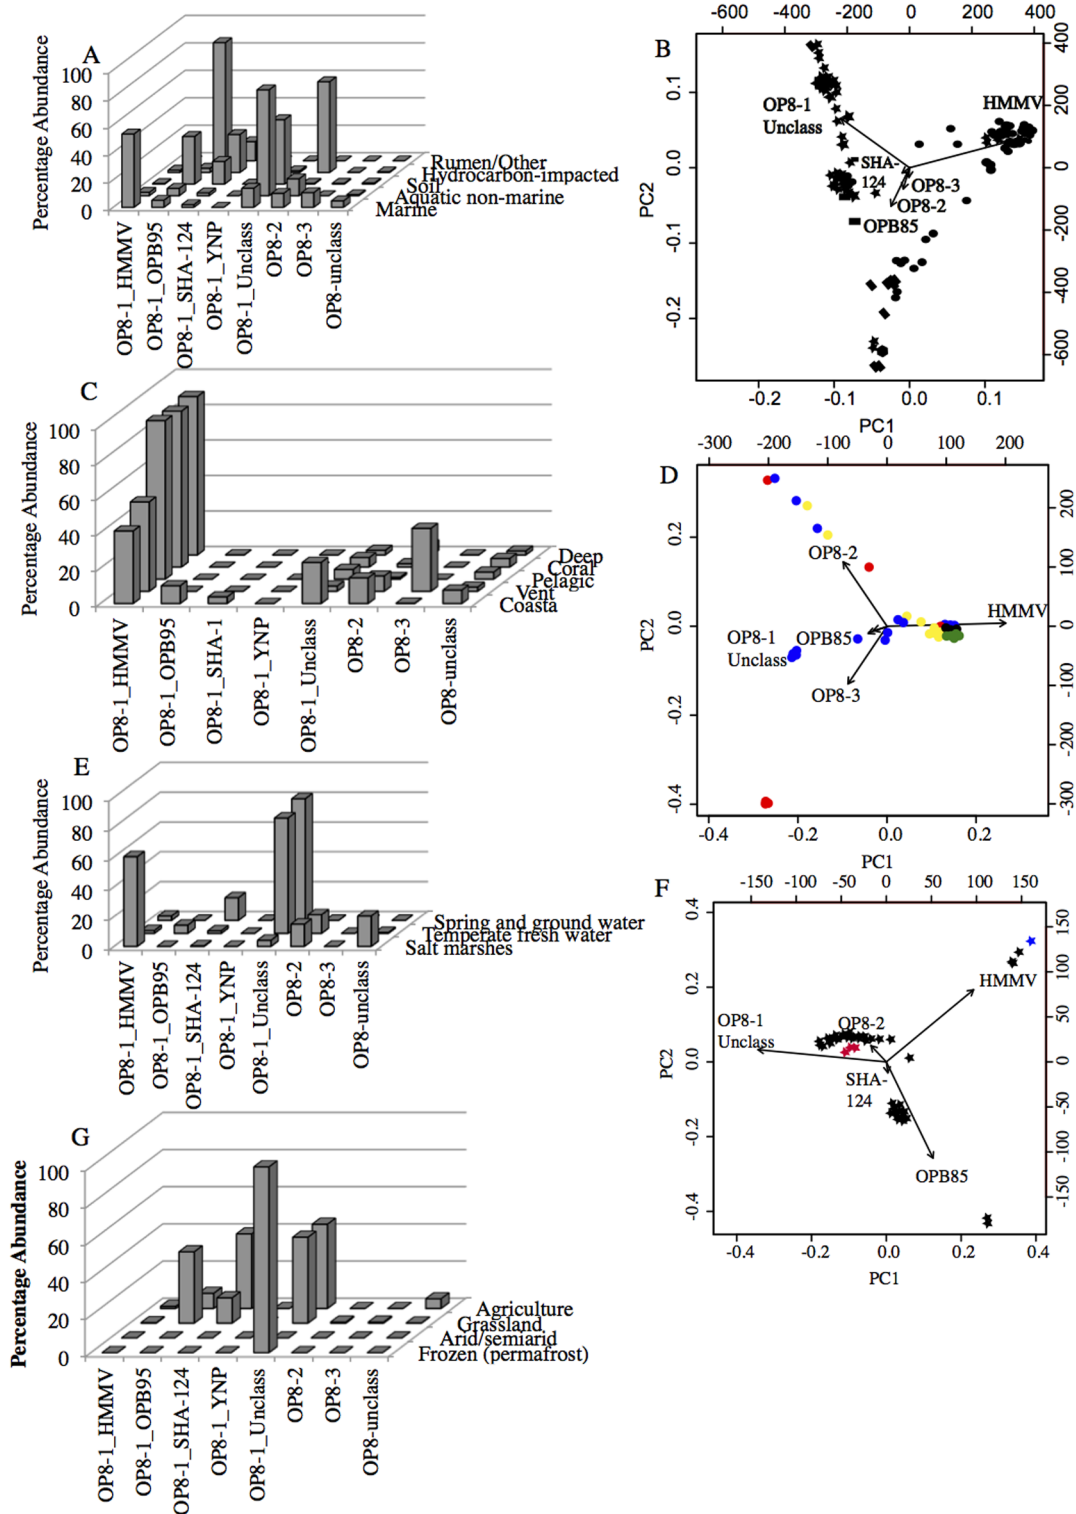 A
Percentage Abundance
100
80
60
40
20
0
Rumen/Other
Hydrocarbon-impacted
Soil
Aquatic non-marine
Marine
OP8-1_HMMV
OP8-1_OPB95
OP8-1_SHA-124
OP8-1_YNP
OP8-1_Unclass
OP8-2
OP8-3
OP8-unclass
B
-600 -400 -200 0 200 400
400
200
0
-200
-400
-600
PC2
0.1
0.0
-0.1
-0.2
OP8-1
Unclass
HMMV
SHA-
124
OP8-3
OP8-2
OPB85
-0.2 -0.1 0.0 0.1
PC1
C
Percentage Abundance
100
80
60
40
20
0
Deep
Coral
Pelagic
Vent
Coasta
OP8-1_HMMV
OP8-1_OPB95
OP8-1_SHA-1
OP8-1_YNP
OP8-1_Unclass
OP8-2
OP8-3
OP8-unclass
D
-300 -200 -100 0 100 200
200
100
0
-100
-200
-300
PC2
0.2
0.0
-0.2
-0.4
OP8-2
HMMV
OP8-1
Unclass
OPB85
OP8-3
-0.4 -0.2 0.0 0.2
PC1
E
Percentage Abundance
100
80
60
40
20
0
Spring and ground water
Temperate fresh water
Salt marshes
OP8-1_HMMV
OP8-1_OPB95
OP8-1_SHA-124
OP8-1_YNP
OP8-1_Unclass
OP8-2
OP8-3
OP8-unclass
F
-150 -100 -50 0 50 100 150
150
100
50
0
-50
-100
-150
PC2
0.4
0.2
0.0
-0.2
-0.4
HMMV
OP8-1
Unclass
OP8-2
SHA-
124
OPB85
-0.4 -0.2 0.0 0.2 0.4
PC1
G
Percentage Abundance
100
80
60
40
20
0
Agriculture
Grassland
Arid/semiarid
Frozen (permafrost)
OP8-1_HMMV
OP8-1_OPB95
OP8-1_SHA-124
OP8-1_YNP
OP8-1_Unclass
OP8-2
OP8-3
OP8-unclass